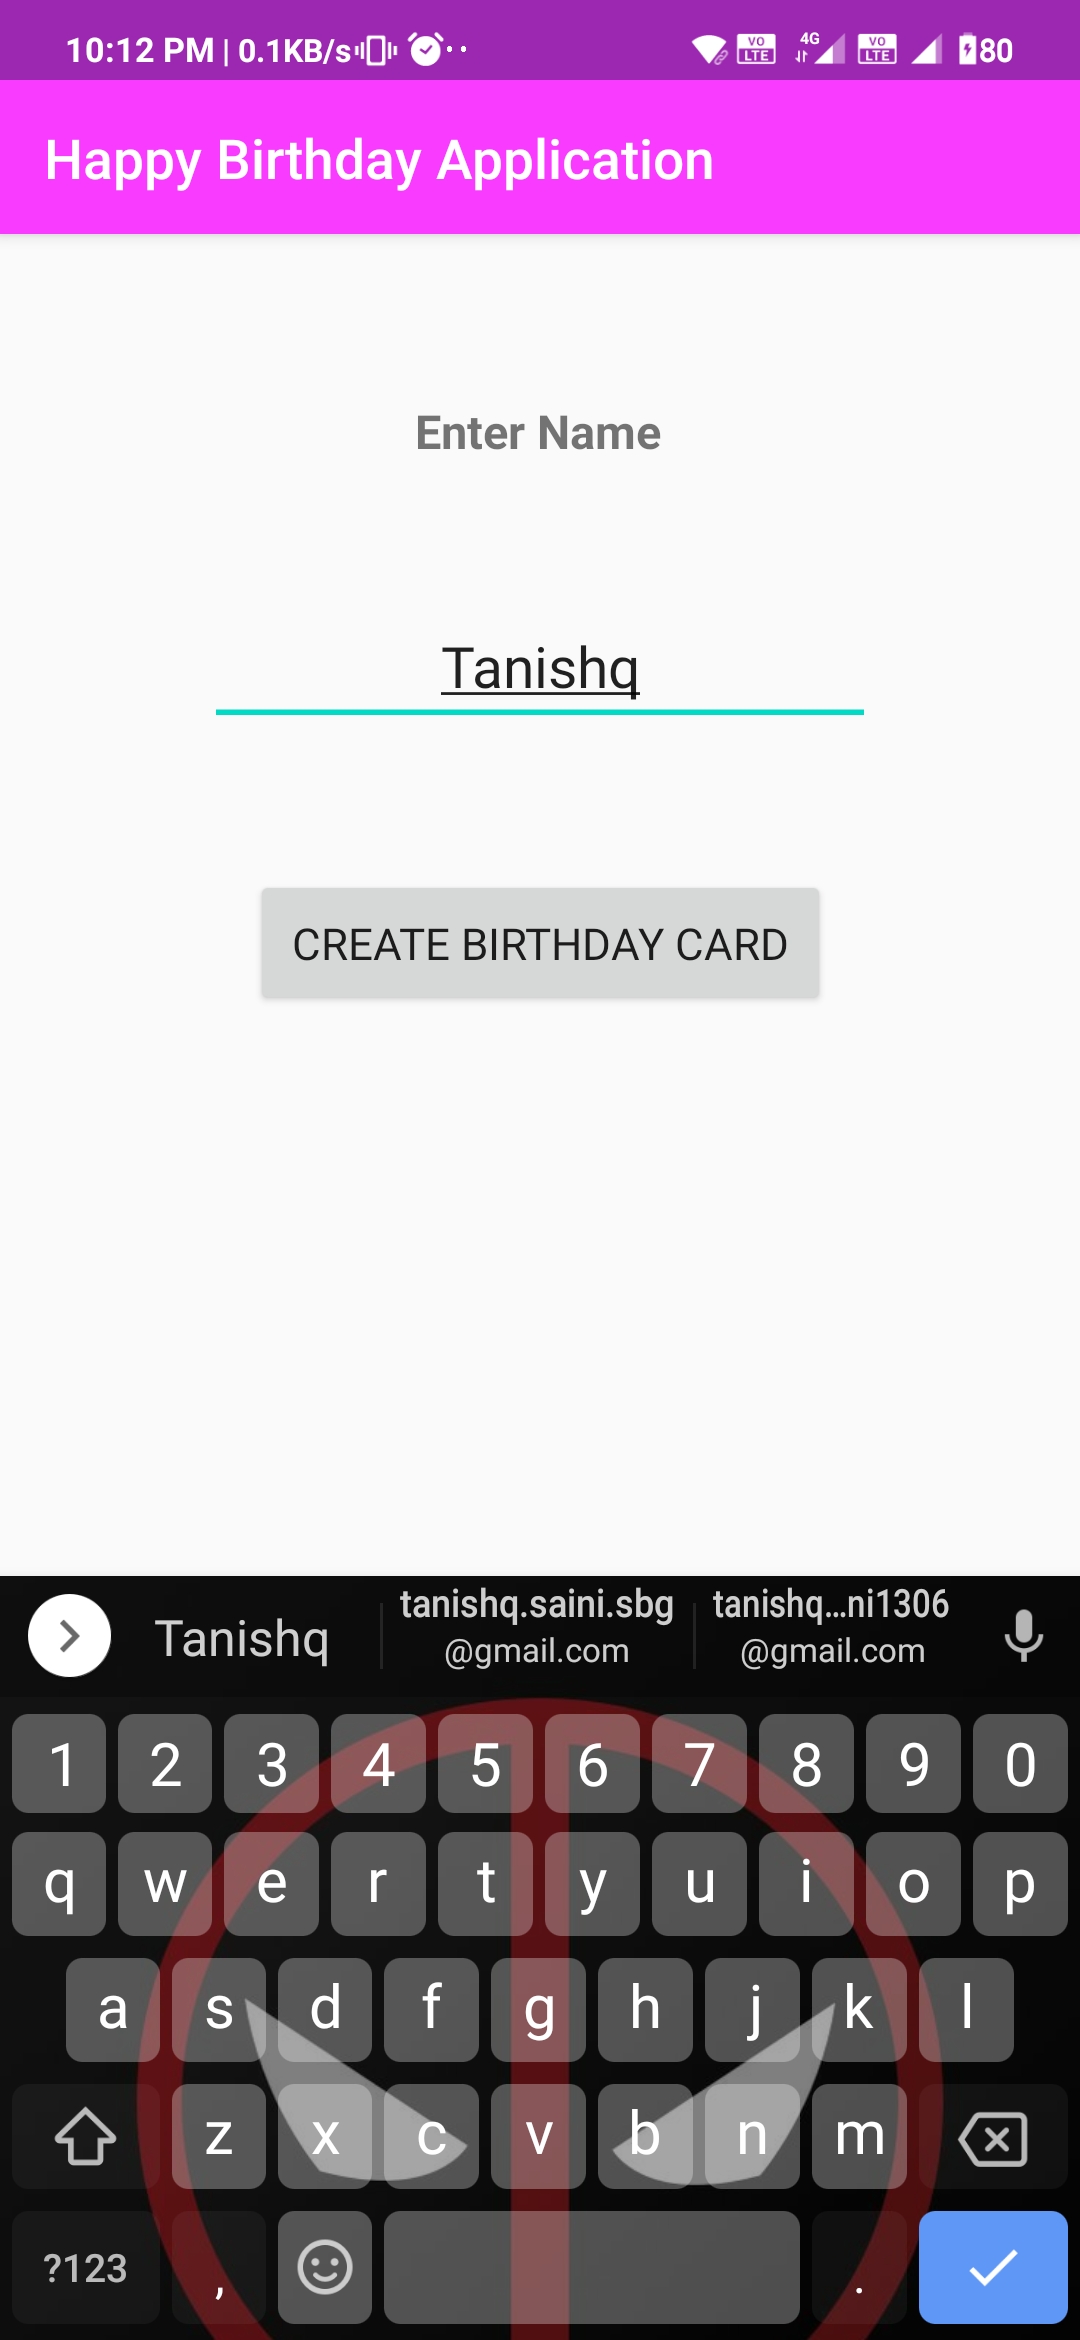 10:12 PM | 0.1KB/s
VO LTE 4G VO LTE 80
Happy Birthday Application
Enter Name
Tanishq
CREATE BIRTHDAY CARD
Tanishq
tanishq.saini.sbg
@gmail.com
tanishq...ni1306
@gmail.com
1 2 3 4 5 6 7 8 9 0
q w e r t y u i o p
a s d f g h j k l
z x c v b n m
?123 , .